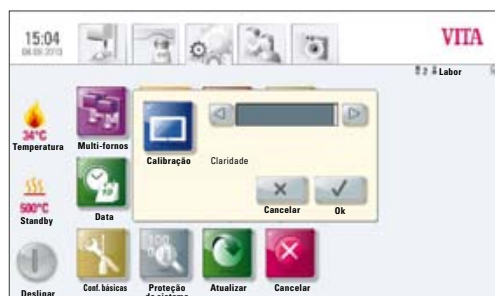 15:04
VITA
Labor
34°C
Temperatura
Multi-fornos
Calibração
Claridade
500°C
Standby
Data
Cancelar
Ok
Desligar
Conf. básicas
Proteção
do sistema
Atualizar
Cancelar